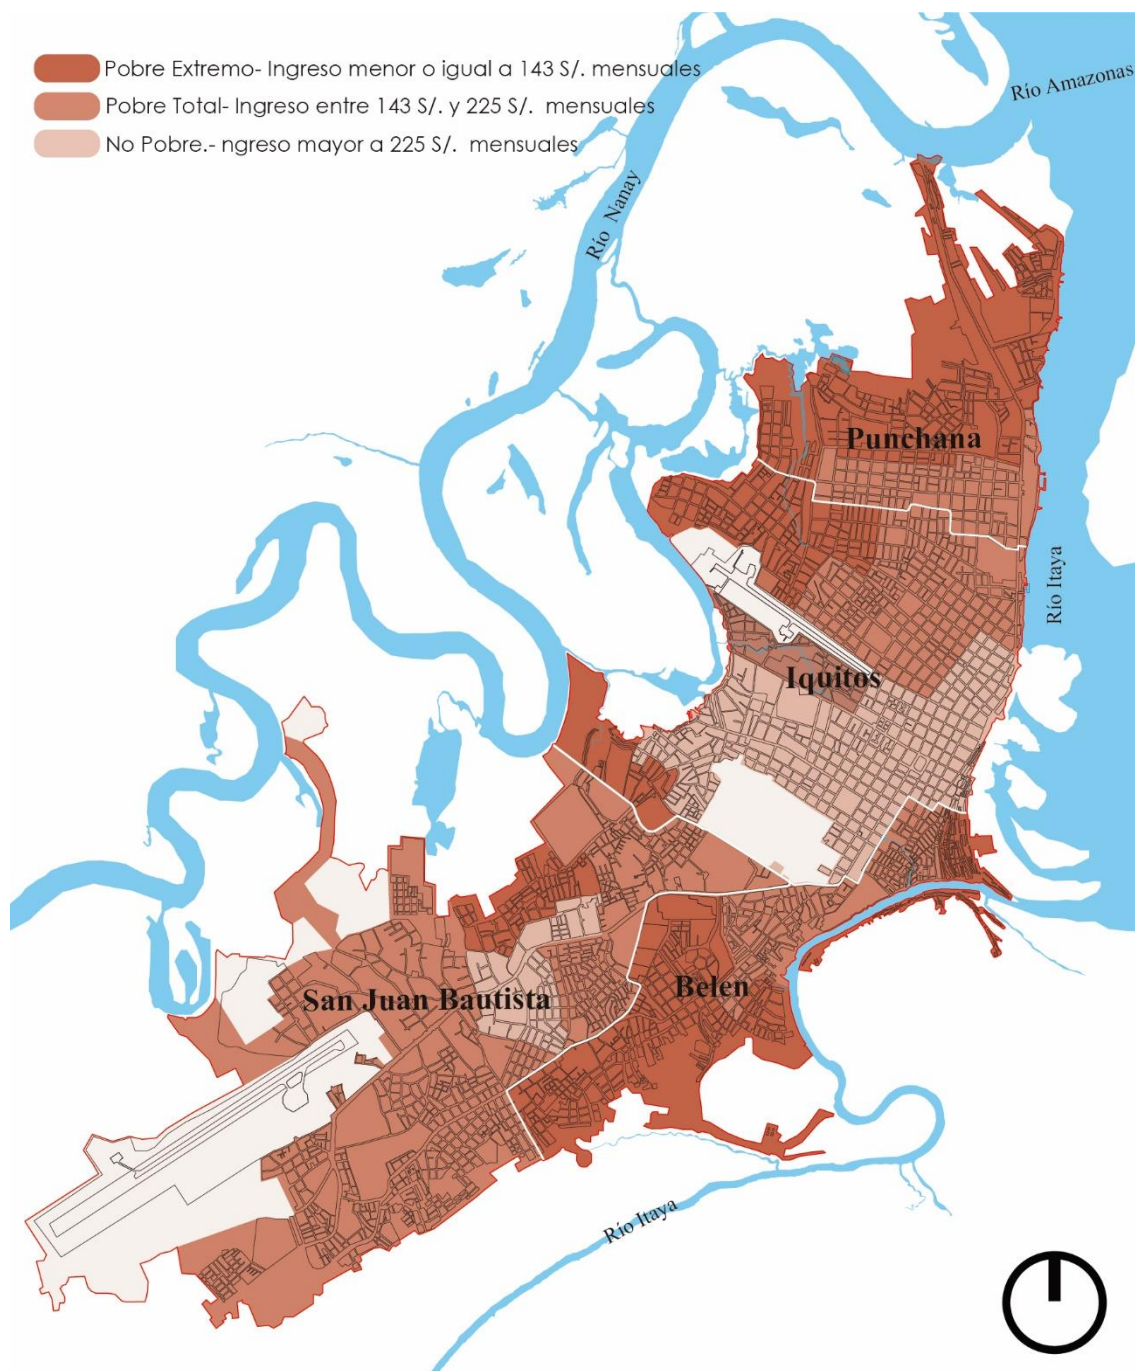 Pobre Extremo- Ingreso menor o igual a 143 S/. mensuales
Pobre Total- Ingreso entre 143 S/. y 225 S/.  mensuales
No Pobre.- ngreso mayor a 225 S/.  mensuales
Río Amazonas
Río Nanay
Punchana
Río Itaya
Iquitos
Belen
San Juan Bautista
Río Itaya